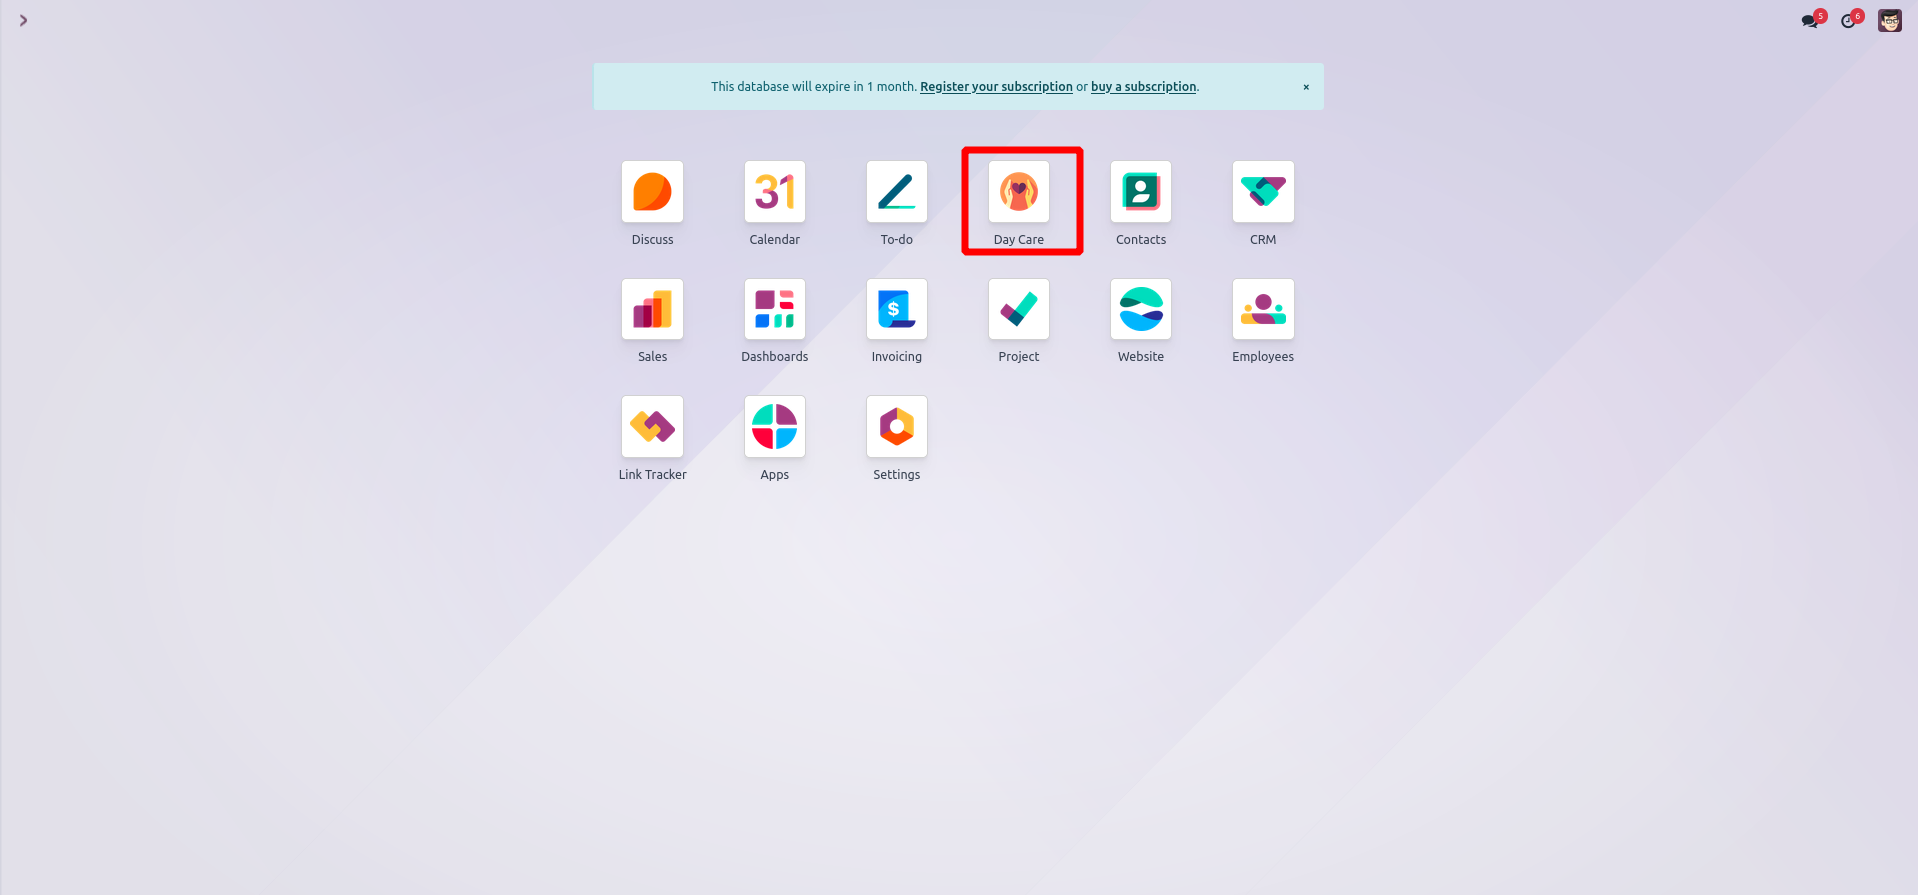 5
6
This database will expire in 1 month. Register your subscription or buy a subscription.
×
31
Discuss
Calendar
To-do
Day Care
Contacts
CRM
$
Sales
Dashboards
Invoicing
Project
Website
Employees
Link Tracker
Apps
Settings